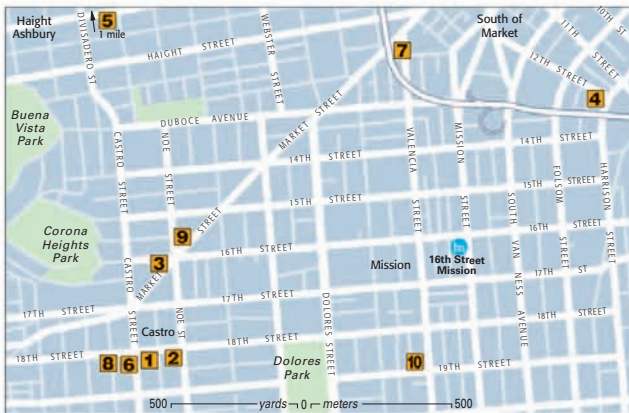 Haight
Ashbury
5
1 mile
DIVISADERO ST
HAIGHT STREET
WEBSTER STREET
7
South of
Market
10TH ST
11TH STREET
12TH STREET
4
Buena
Vista
Park
DUBOCE AVENUE
MARKET STREET
CASTRO STREET
NOE STREET
VALENCIA STREET
MISSION STREET
14TH STREET
14TH STREET
15TH STREET
15TH STREET
SOUTH VAN NESS AVENUE
FOLSOM STREET
HARRISON STREET
Corona
Heights
Park
9
3
16TH STREET
16TH STREET
Mission
16th Street
Mission
CASTRO STREET
MARKET
17TH STREET
17TH STREET
17TH ST
Castro
NOE ST
DOLORES STREET
18TH STREET
18TH STREET
18TH STREET
8
6
1
2
Dolores
Park
10
19TH STREET
500 yards 0 meters 500